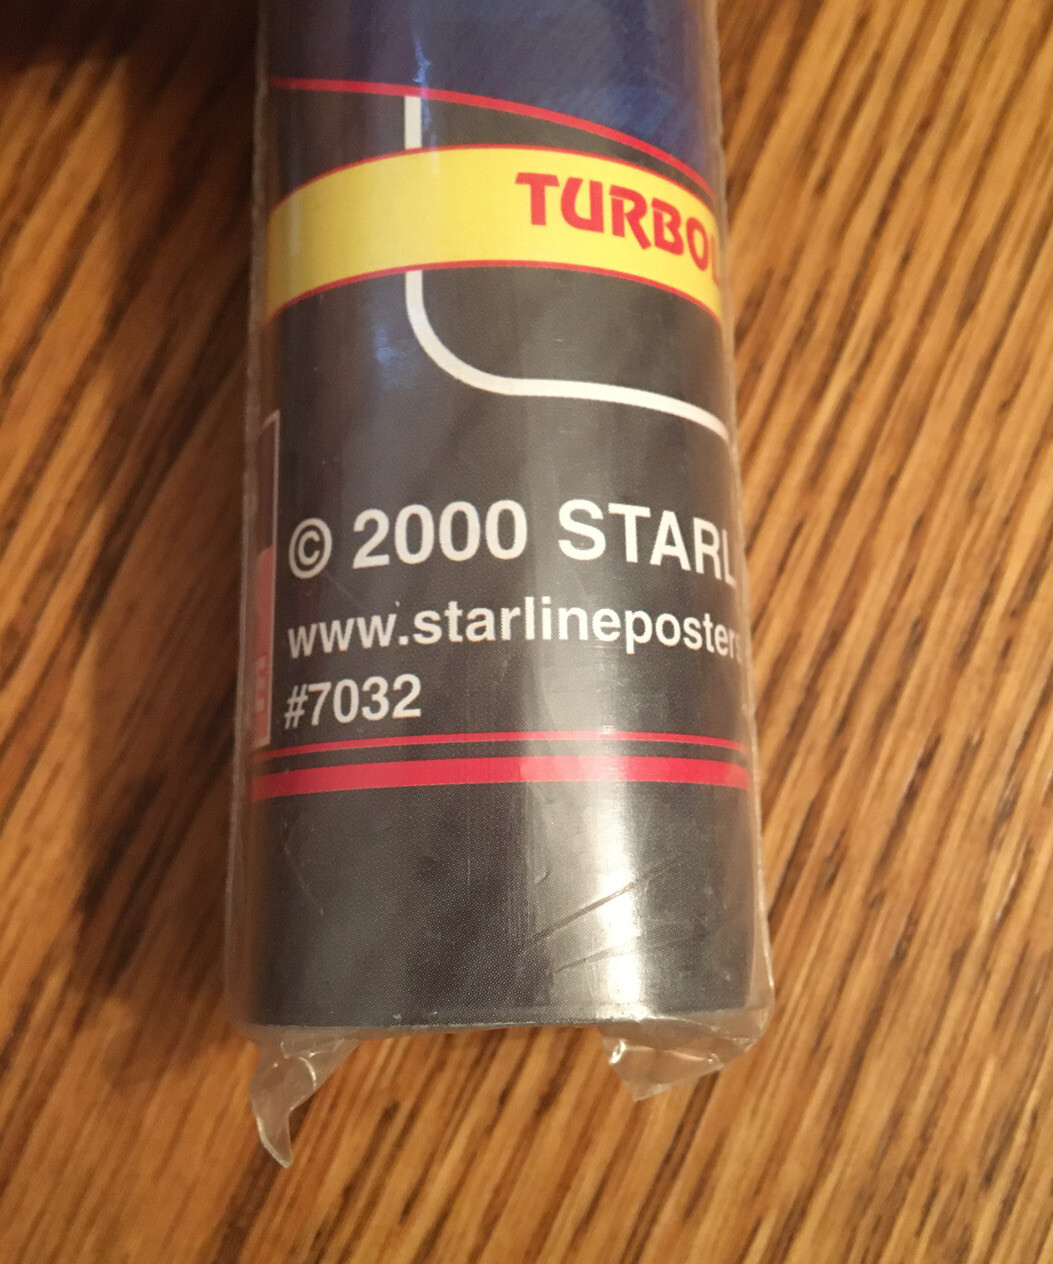 TURBO
© 2000 STARL
www.starlineposters
#7032